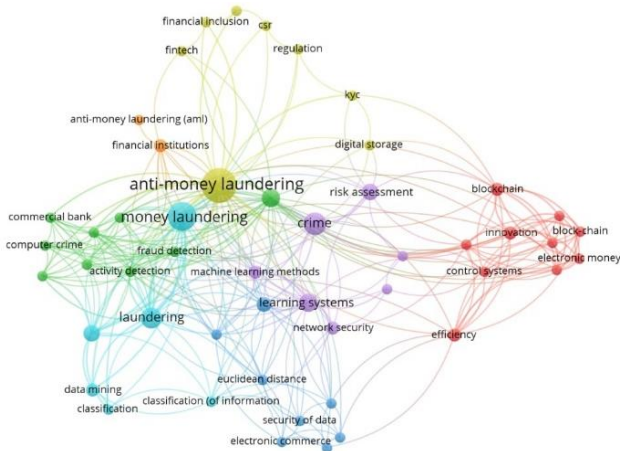 financial inclusion
csr
regulation
fintech
kyc
anti-money laundering (aml)
financial institutions
digital storage
anti-money laundering
risk assessment
blockchain
commercial bank
money laundering
crime
innovation
block-chain
computer crime
fraud detection
electronic money
activity detection
machine learning methods
control systems
laundering
learning systems
network security
efficiency
euclidean distance
data mining
classification
classification (of information
security of data
electronic commerce